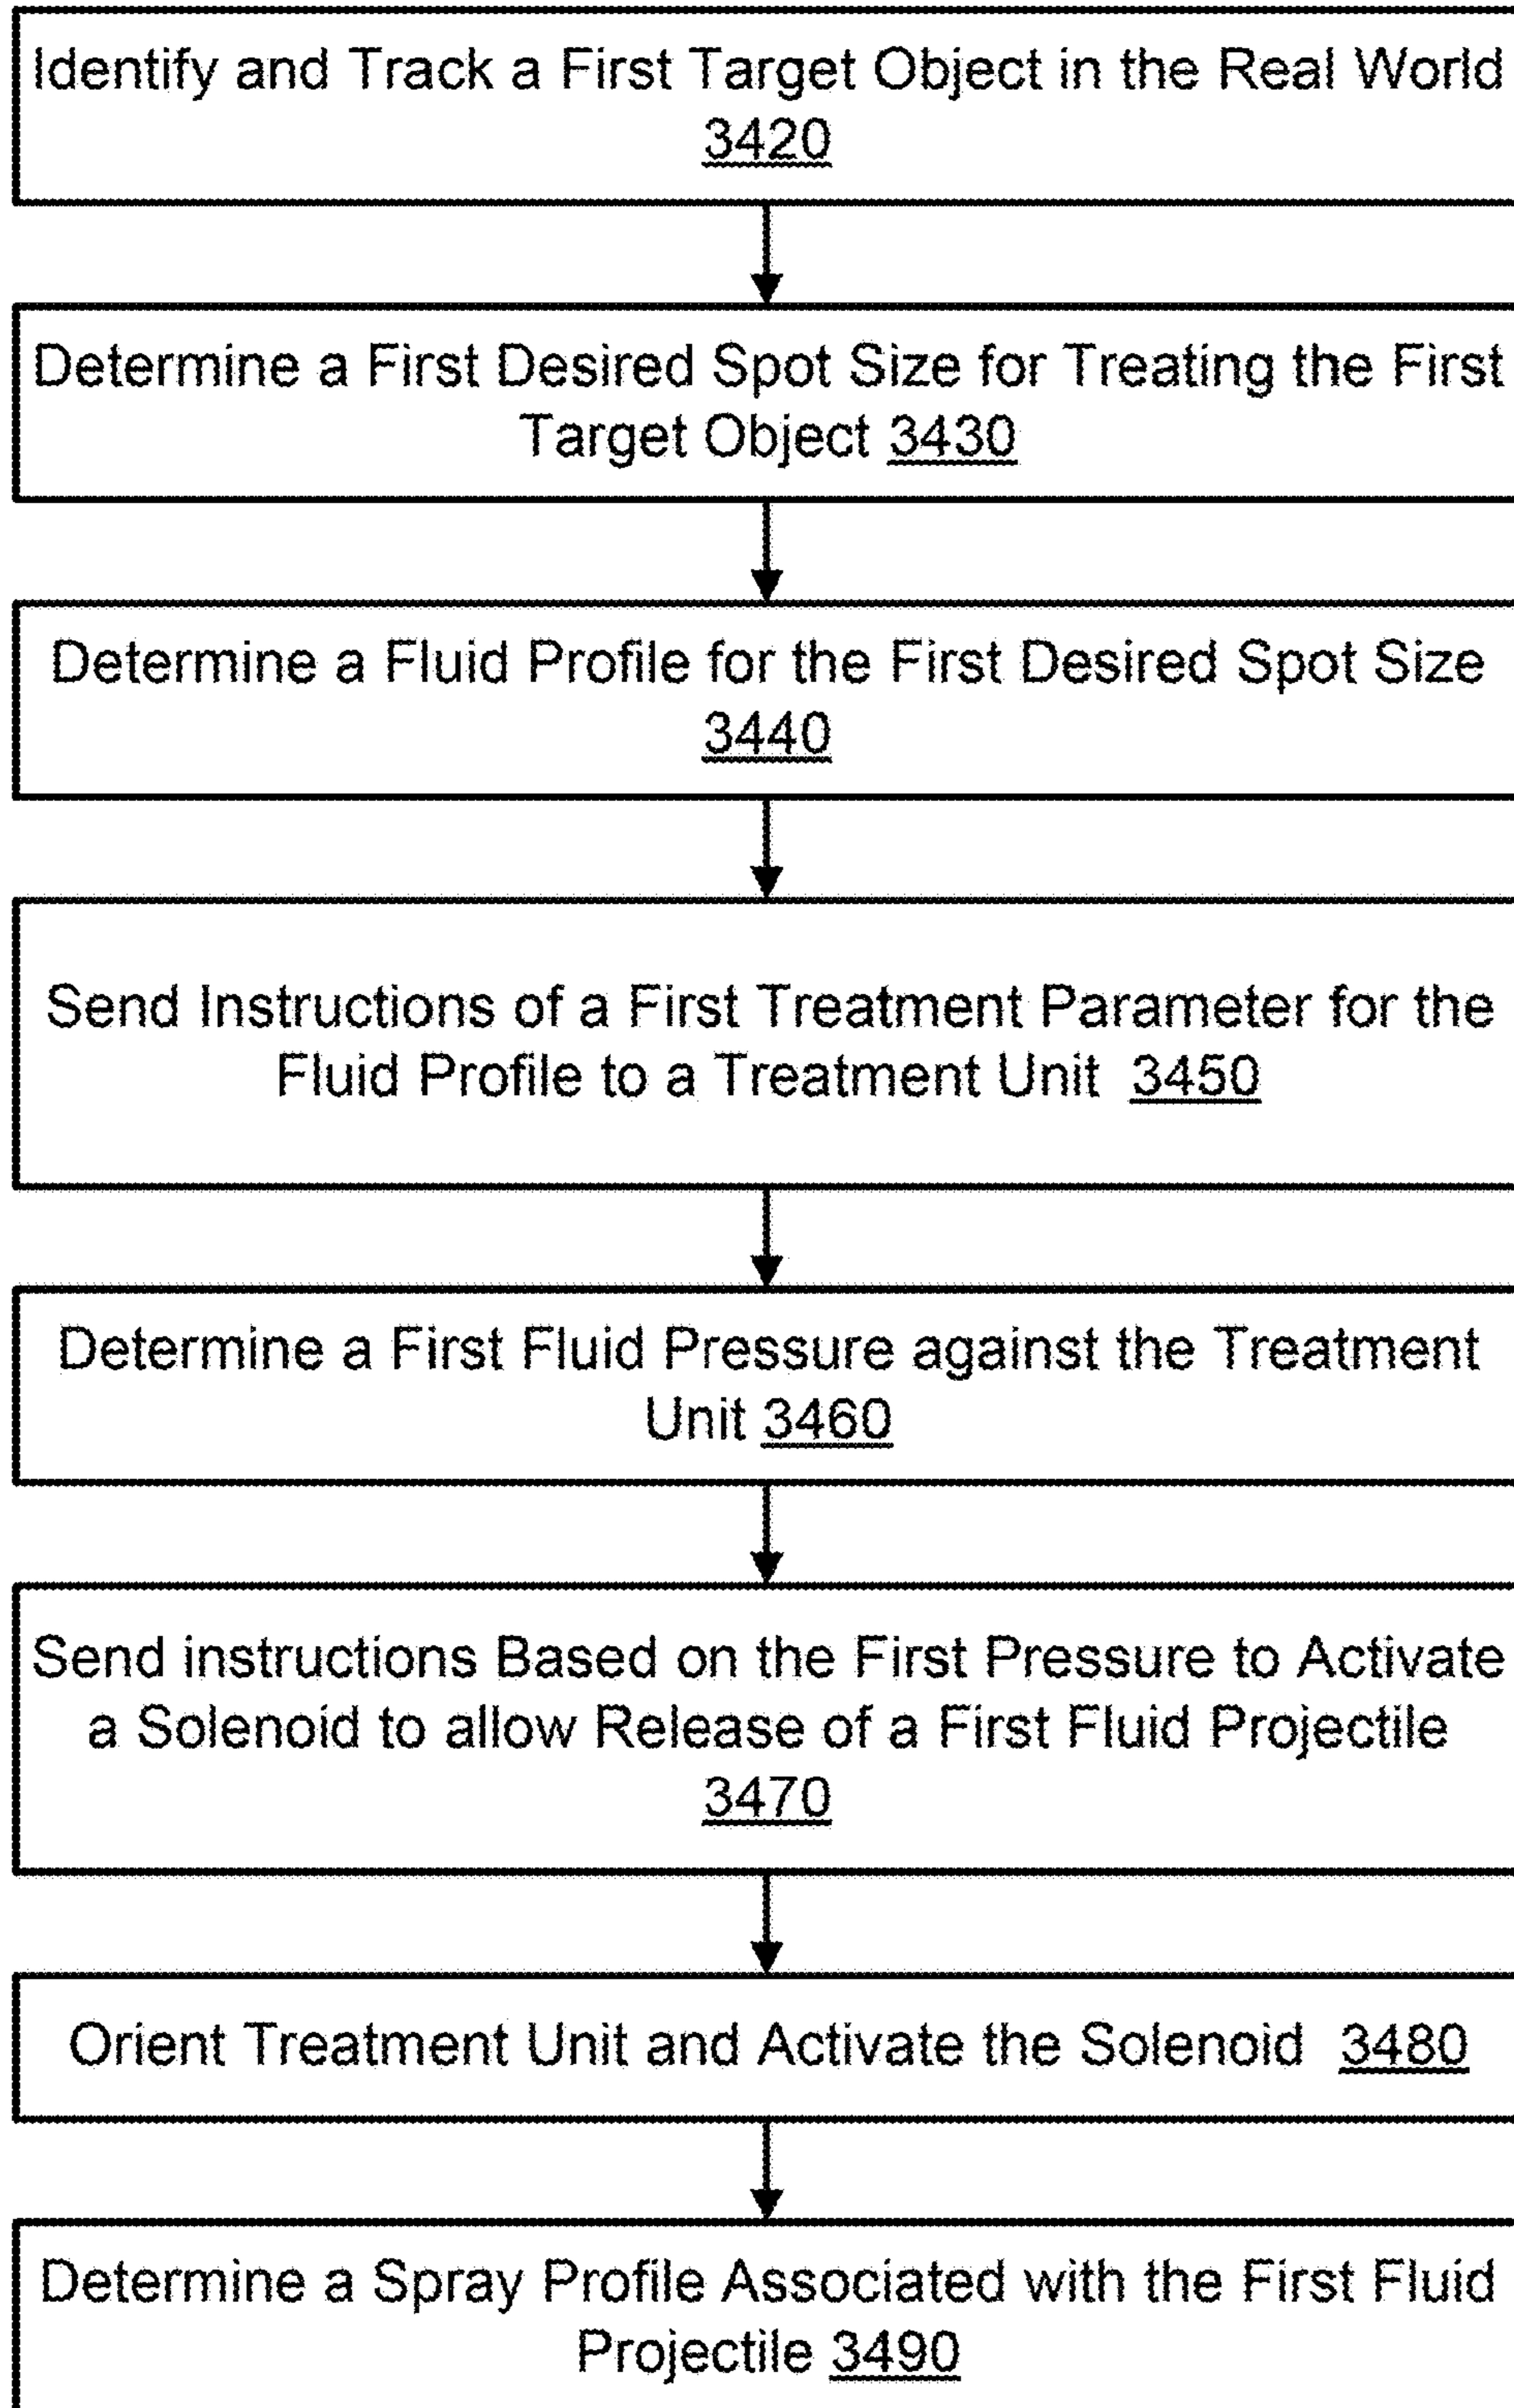 Identify and Track a First Target Object in the Real World
3420
Determine a First Desired Spot Size for Treating the First
Target Object 3430
Determine a Fluid Profile for the First Desired Spot Size
3440
Send Instructions of a First Treatment Parameter for the
Fluid Profile to a Treatment Unit 3450
Determine a First Fluid Pressure against the Treatment
Unit 3460
Send instructions Based on the First Pressure to Activate
a Solenoid to allow Release of a First Fluid Projectile
3470
Orient Treatment Unit and Activate the Solenoid 3480
Determine a Spray Profile Associated with the First Fluid
Projectile 3490